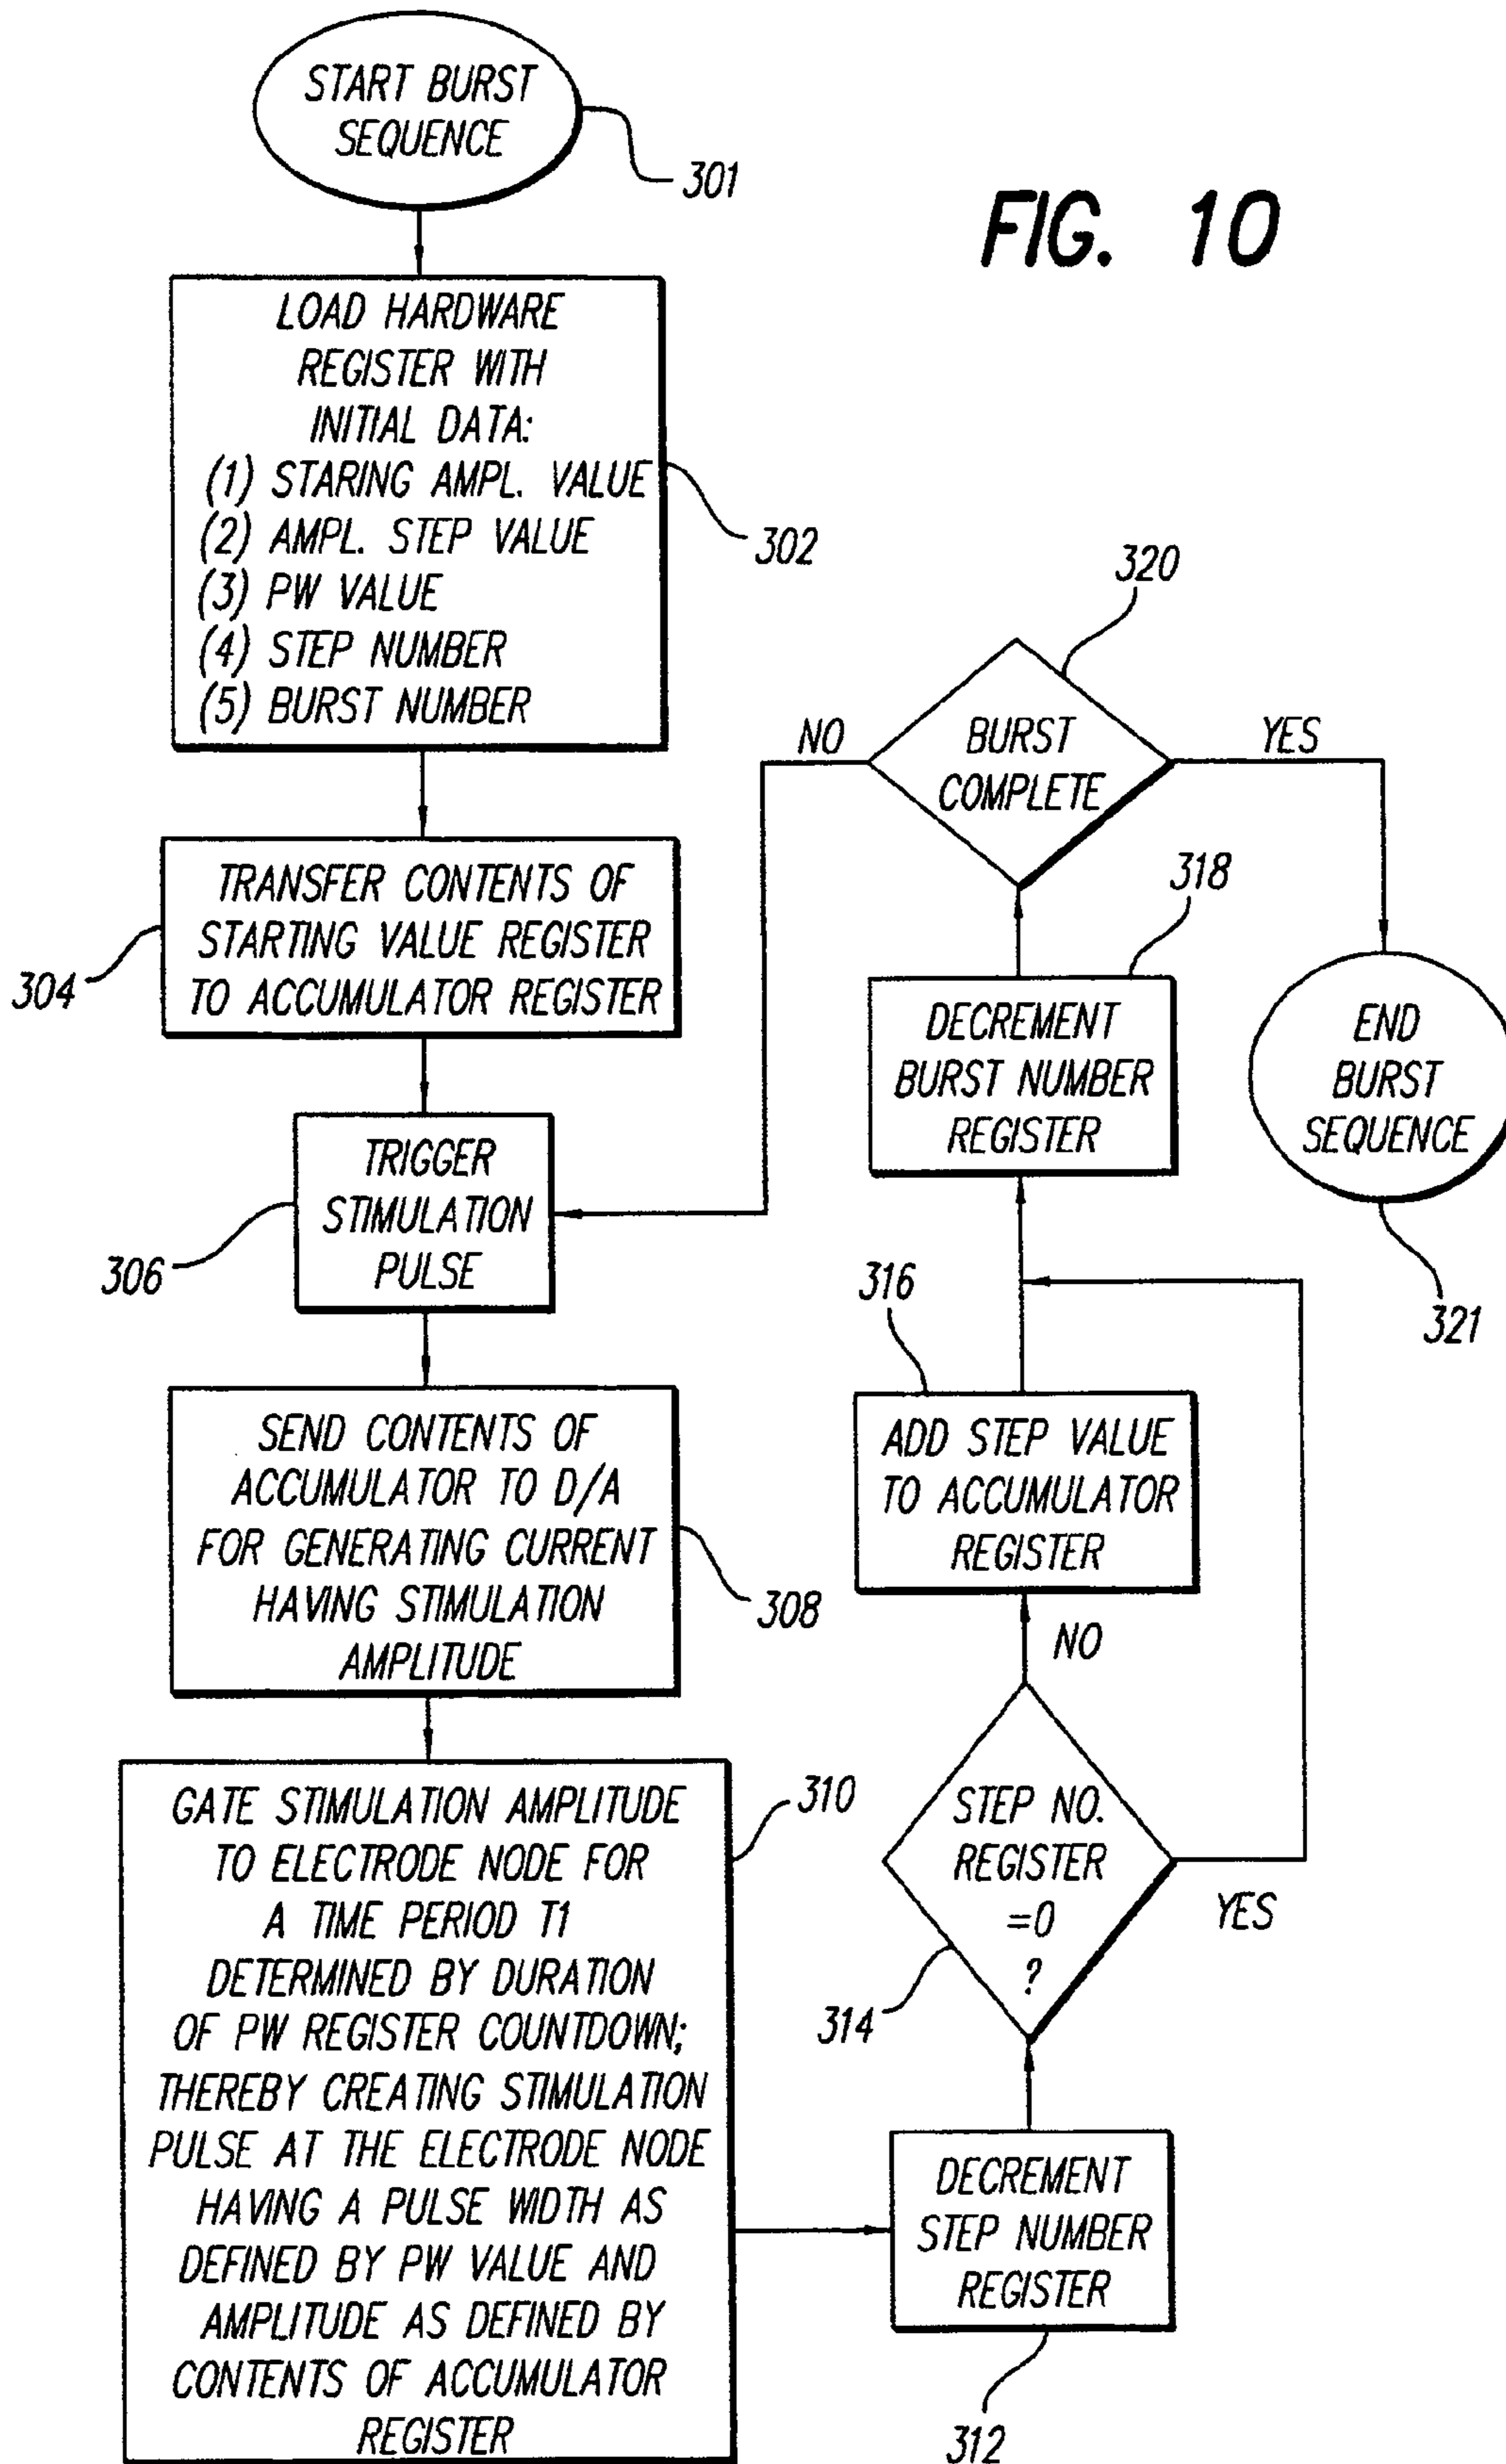 FIG. 10
START BURST
SEQUENCE
301
LOAD HARDWARE
REGISTER WITH
INITIAL DATA:
(1) STARING AMPL. VALUE
(2) AMPL. STEP VALUE
(3) PW VALUE
(4) STEP NUMBER
(5) BURST NUMBER
302
TRANSFER CONTENTS OF
STARTING VALUE REGISTER
TO ACCUMULATOR REGISTER
304
TRIGGER
STIMULATION
PULSE
306
SEND CONTENTS OF
ACCUMULATOR TO D/A
FOR GENERATING CURRENT
HAVING STIMULATION
AMPLITUDE
308
GATE STIMULATION AMPLITUDE
TO ELECTRODE NODE FOR
A TIME PERIOD T1
DETERMINED BY DURATION
OF PW REGISTER COUNTDOWN;
THEREBY CREATING STIMULATION
PULSE AT THE ELECTRODE NODE
HAVING A PULSE WIDTH AS
DEFINED BY PW VALUE AND
AMPLITUDE AS DEFINED BY
CONTENTS OF ACCUMULATOR
REGISTER
310
DECREMENT
STEP NUMBER
REGISTER
312
STEP NO.
REGISTER
=0
?
314
YES
NO
ADD STEP VALUE
TO ACCUMULATOR
REGISTER
316
DECREMENT
BURST NUMBER
REGISTER
318
BURST
COMPLETE
320
NO
YES
END
BURST
SEQUENCE
321